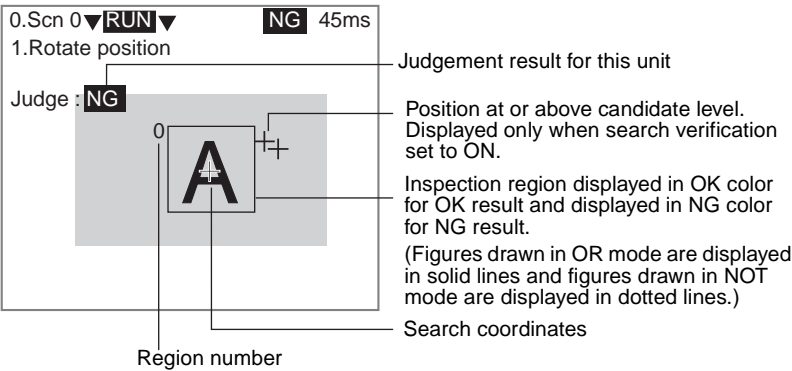 0.Scn 0▼RUN▼ NG 45ms
1.Rotate position
Judgement result for this unit
Judge : NG
Position at or above candidate level.
Displayed only when search verification
set to ON.
0
A
Inspection region displayed in OK color
for OK result and displayed in NG color
for NG result.
(Figures drawn in OR mode are displayed
in solid lines and figures drawn in NOT
mode are displayed in dotted lines.)
Search coordinates
Region number